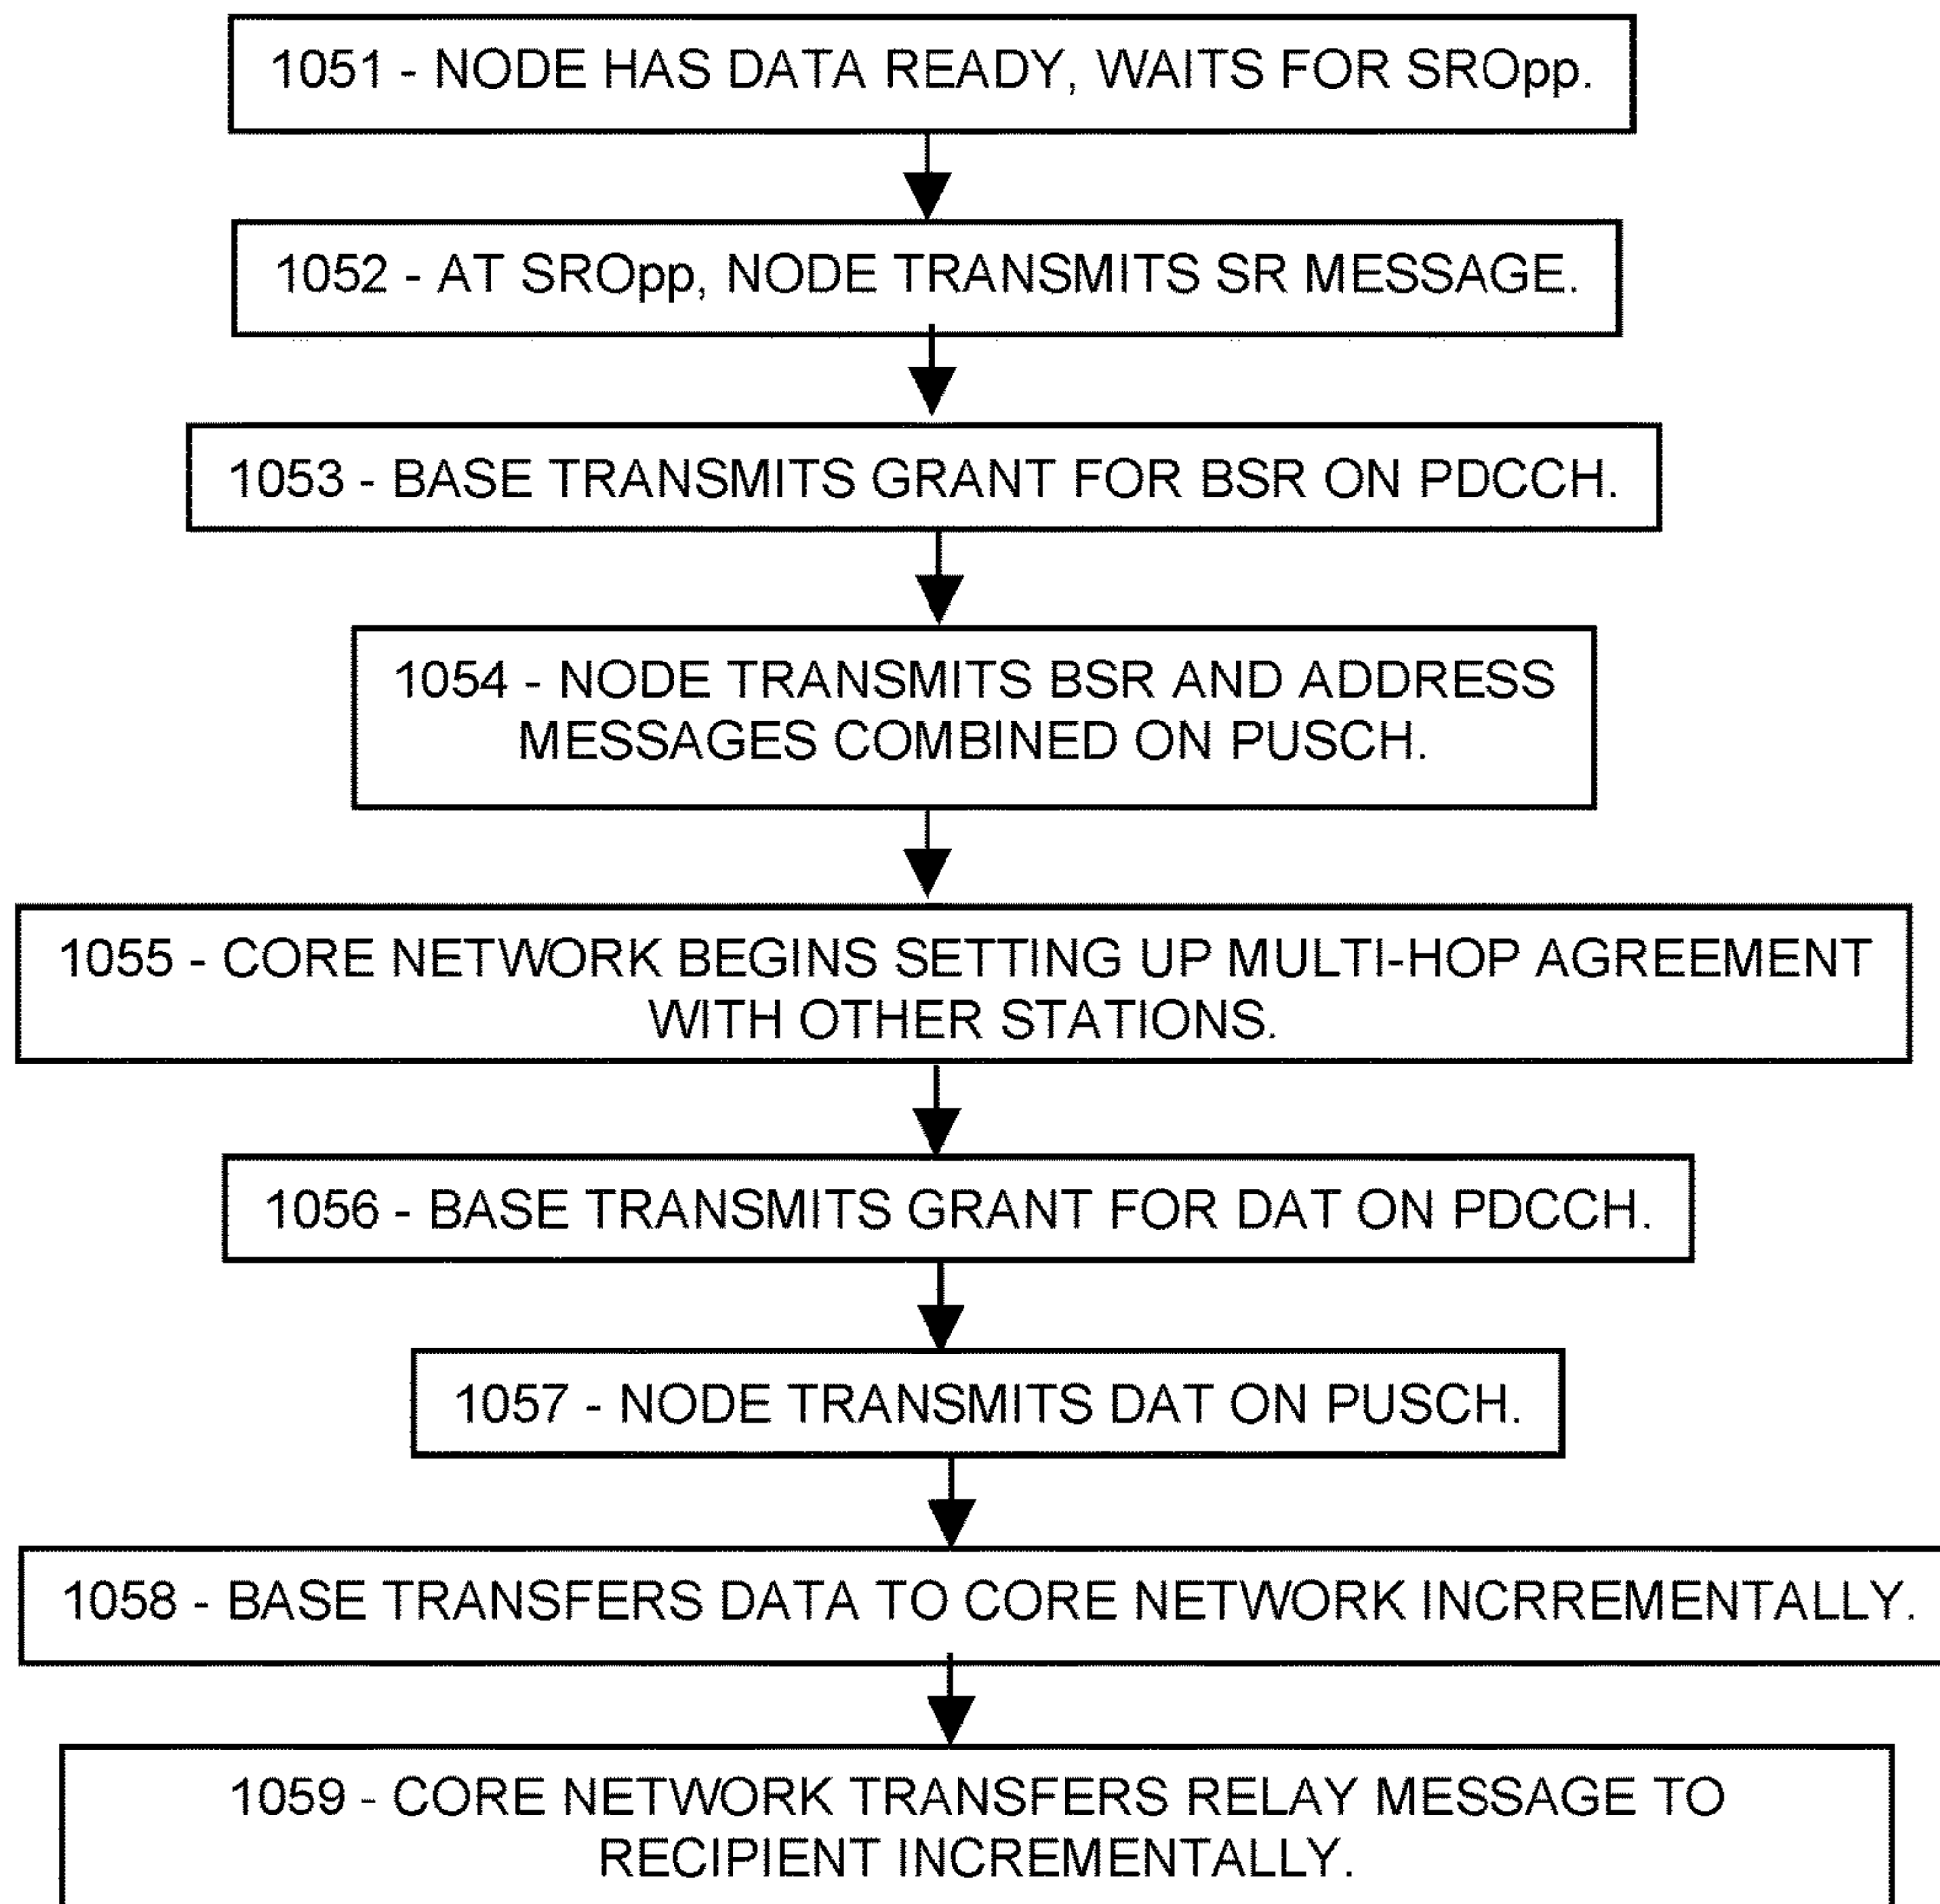 1051 - NODE HAS DATA READY, WAITS FOR SROpp.
1052 - AT SROpp, NODE TRANSMITS SR MESSAGE.
1053 - BASE TRANSMITS GRANT FOR BSR ON PDCCH.
1054 - NODE TRANSMITS BSR AND ADDRESS
MESSAGES COMBINED ON PUSCH.
1055 - CORE NETWORK BEGINS SETTING UP MULTI-HOP AGREEMENT
WITH OTHER STATIONS.
1056 - BASE TRANSMITS GRANT FOR DAT ON PDCCH.
1057 - NODE TRANSMITS DAT ON PUSCH.
1058 - BASE TRANSFERS DATA TO CORE NETWORK INCRREMENTALLY.
1059 - CORE NETWORK TRANSFERS RELAY MESSAGE TO
RECIPIENT INCREMENTALLY.